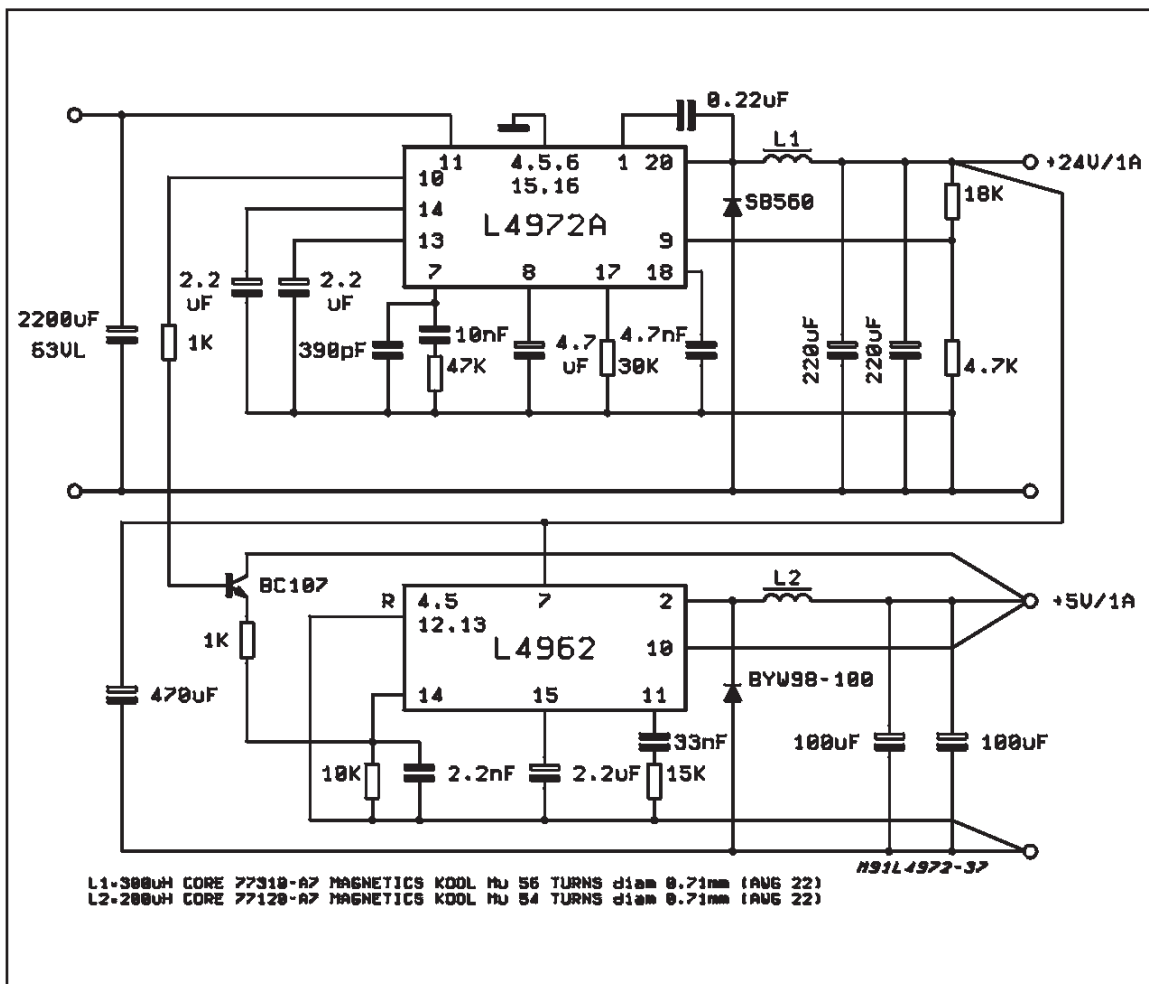 0.22uF
L1
+24V/1A
11
4.5.6
15.16
1
20
10
14
13
L4972A
9
7
8
17
18
SB560
18K
2.2
uF
2.2
uF
2200uF
63VL
1K
390pF
10nF
47K
4.7
uF
4.7nF
30K
220uF
220uF
4.7K
BC107
1K
R
4.5
12.13
7
2
L2
+5V/1A
L4962
10
14
15
11
BYW98-100
470uF
10K
2.2nF
2.2uF
33nF
15K
100uF
100uF
M91L4972-37
L1=300uH CORE 77310-A7 MAGNETICS KOOL Mu 56 TURNS diam 0.71mm (AWG 22)
L2=200uH CORE 77120-A7 MAGNETICS KOOL Mu 54 TURNS diam 0.71mm (AWG 22)